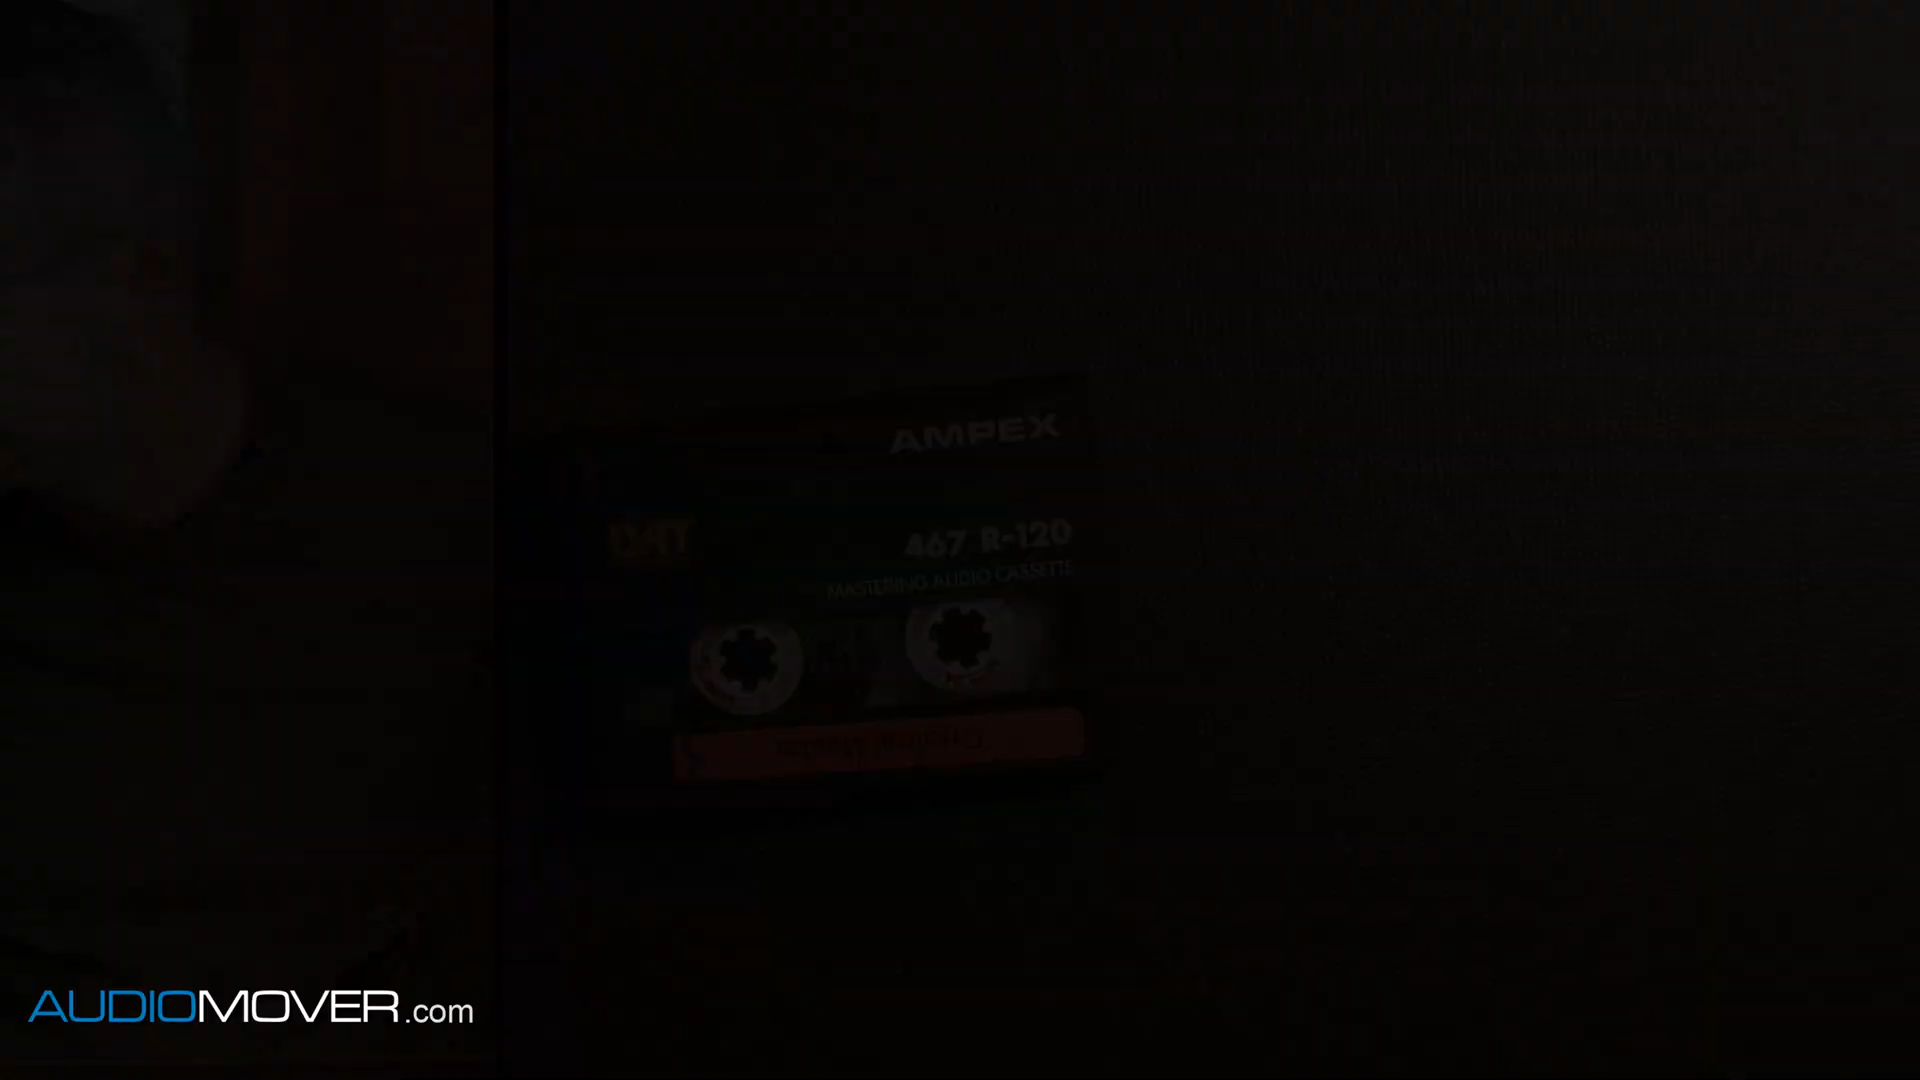 AMPEX
DAT
467 R-120
MASTERING AUDIO CASSETTE
AUDIOMOVER.com